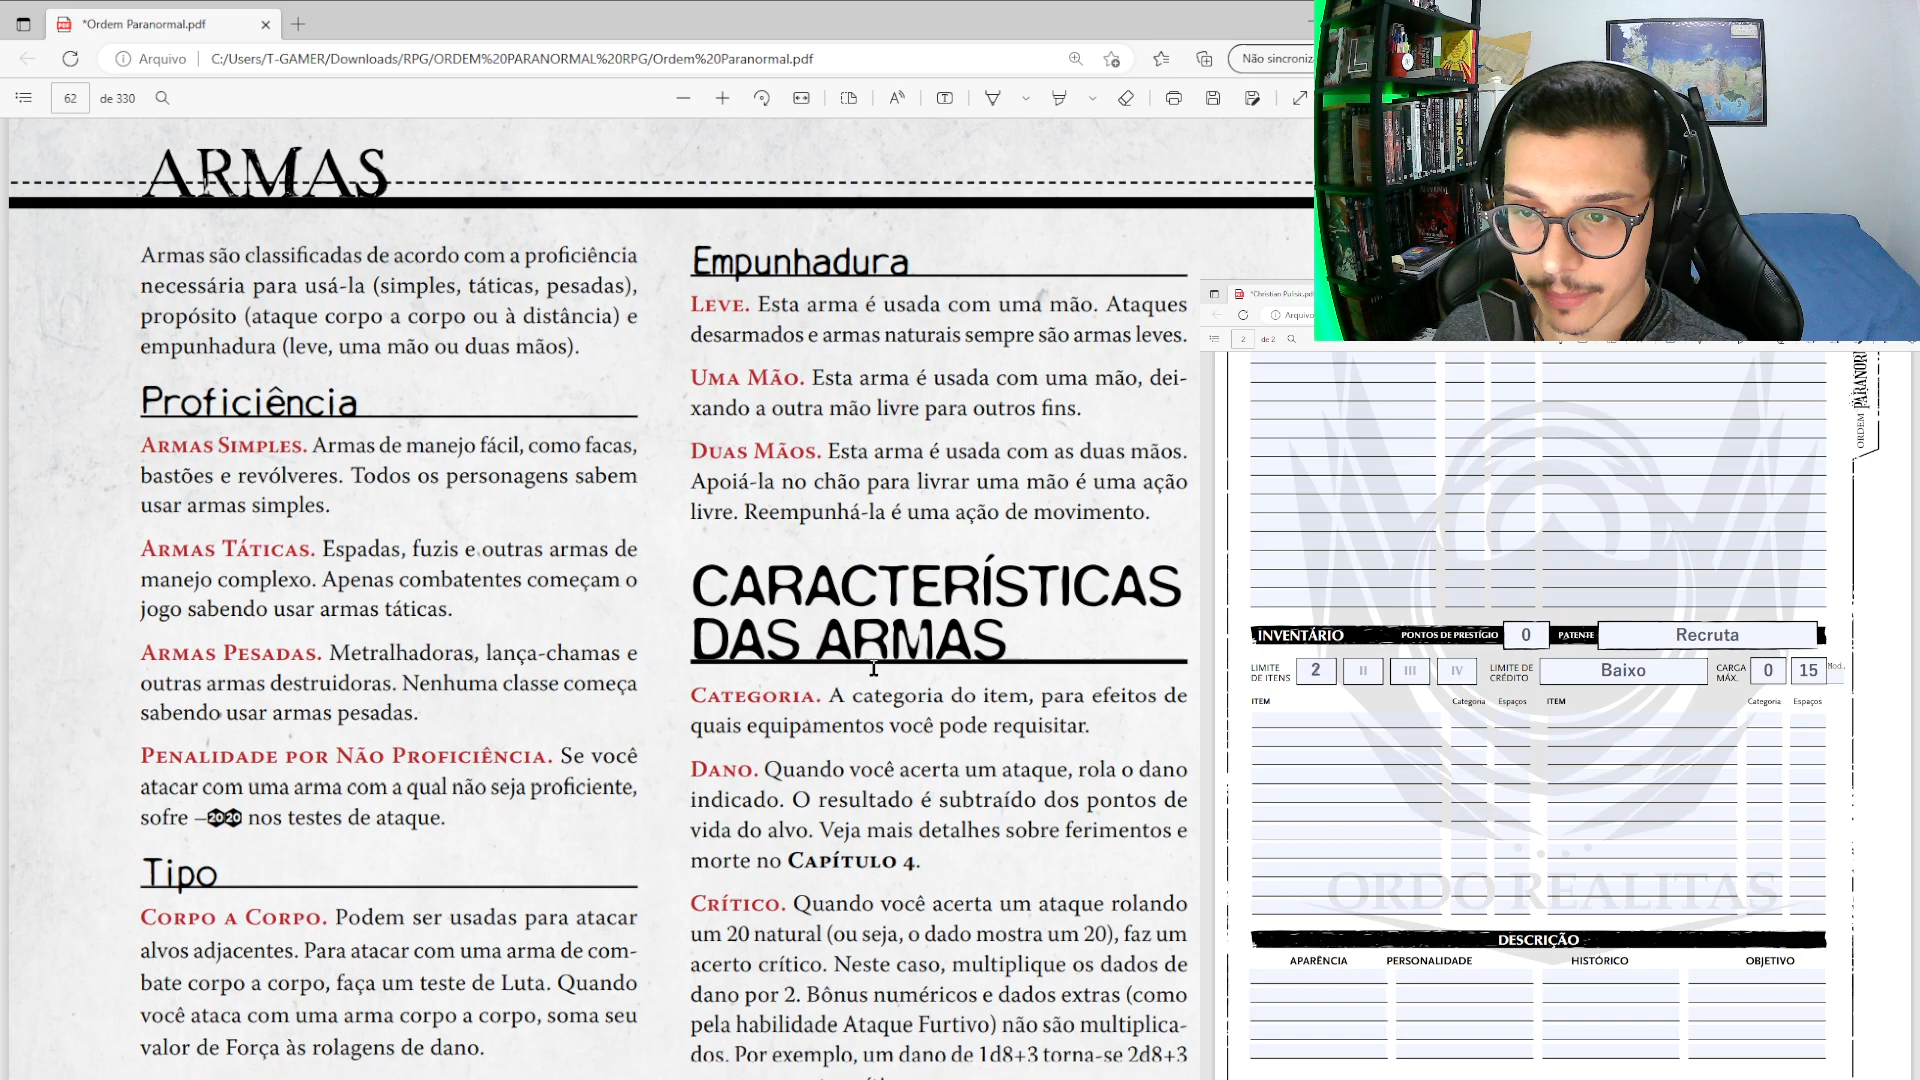 *Ordem Paranormal.pdf
Arquivo
C:/Users/T-GAMER/Downloads/RPG/ORDEM%20PARANORMAL%20RPG/Ordem%20Paranormal.pdf
Não sincroniz
62
de 330
ARMAS
Armas são classificadas de acordo com a proficiência
necessária para usá-la (simples, táticas, pesadas),
propósito (ataque corpo a corpo ou à distância) e
empunhadura (leve, uma mão ou duas mãos).
Proficiência
ARMAS SIMPLES. Armas de manejo fácil, como facas,
bastões e revólveres. Todos os personagens sabem
usar armas simples.
ARMAS TÁTICAS. Espadas, fuzis e outras armas de
manejo complexo. Apenas combatentes começam o
jogo sabendo usar armas táticas.
ARMAS PESADAS. Metralhadoras, lança-chamas e
outras armas destruidoras. Nenhuma classe começa
sabendo usar armas pesadas.
PENALIDADE POR NÃO PROFICIÊNCIA. Se você
atacar com uma arma com a qual não seja proficiente,
sofre –2020 nos testes de ataque.
Tipo
CORPO A CORPO. Podem ser usadas para atacar
alvos adjacentes. Para atacar com uma arma de com-
bate corpo a corpo, faça um teste de Luta. Quando
você ataca com uma arma corpo a corpo, soma seu
valor de Força às rolagens de dano.
Empunhadura
LEVE. Esta arma é usada com uma mão. Ataques
desarmados e armas naturais sempre são armas leves.
UMA MÃO. Esta arma é usada com uma mão, dei-
xando a outra mão livre para outros fins.
DUAS MÃOS. Esta arma é usada com as duas mãos.
Apoiá-la no chão para livrar uma mão é uma ação
livre. Reempunhá-la é uma ação de movimento.
CARACTERÍSTICAS
DAS ARMAS
CATEGORIA. A categoria do item, para efeitos de
quais equipamentos você pode requisitar.
DANO. Quando você acerta um ataque, rola o dano
indicado. O resultado é subtraído dos pontos de
vida do alvo. Veja mais detalhes sobre ferimentos e
morte no CAPÍTULO 4.
CRÍTICO. Quando você acerta um ataque rolando
um 20 natural (ou seja, o dado mostra um 20), faz um
acerto crítico. Neste caso, multiplique os dados de
dano por 2. Bônus numéricos e dados extras (como
pela habilidade Ataque Furtivo) não são multiplica-
dos. Por exemplo, um dano de 1d8+3 torna-se 2d8+3
*Christian Pulisic.pd
Arquivo
2
de 2
ORDEM PARANOR
INVENTÁRIO
PONTOS DE PRESTÍGIO
0
PATENTE
Recruta
LIMITE DE ITENS
2
II
III
IV
LIMITE DE CRÉDITO
Baixo
CARGA MÁX.
0
15
Mod.
ITEM
Categoria
Espaços
ITEM
Categoria
Espaços
ORDO REALITAS
DESCRIÇÃO
APARÊNCIA
PERSONALIDADE
HISTÓRICO
OBJETIVO